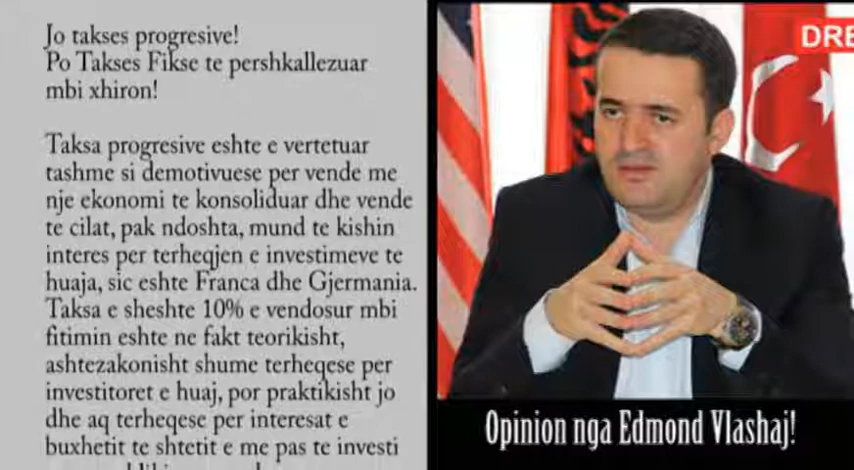 Jo takses progresive!
Po Takses Fikse te pershkallezuar
mbi xhiron!
Taksa progresive eshte e vertetuar
tashme si demotivuese per vende me
nje ekonomi te konsoliduar dhe vende
te cilat, pak ndoshta, mund te kishin
interes per terheqjen e investimeve te
huaja, sic eshte Franca dhe Gjermania.
Taksa e sheshte 10% e vendosur mbi
fitimin eshte ne fakt teorikisht,
ashtezakonisht shume terheqese per
investitoret e huaj, por praktikisht jo
dhe aq terheqese per interesat e
buxhetit te shtetit e me pas te investi
DRE
Opinion nga Edmond Vlashaj!